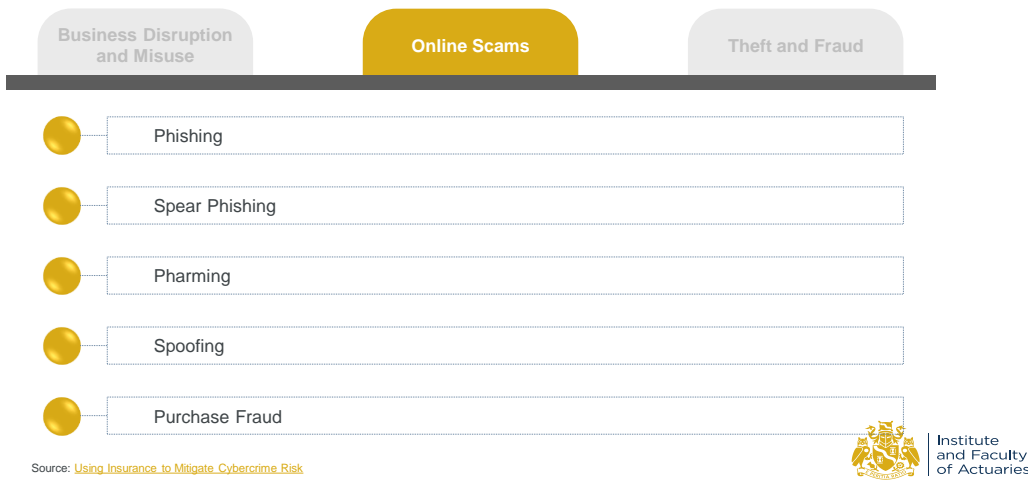 Business Disruption
and Misuse
Online Scams
Theft and Fraud
Phishing
Spear Phishing
Pharming
Spoofing
Purchase Fraud
Source: Using Insurance to Mitigate Cybercrime Risk
Institute
and Faculty
of Actuaries